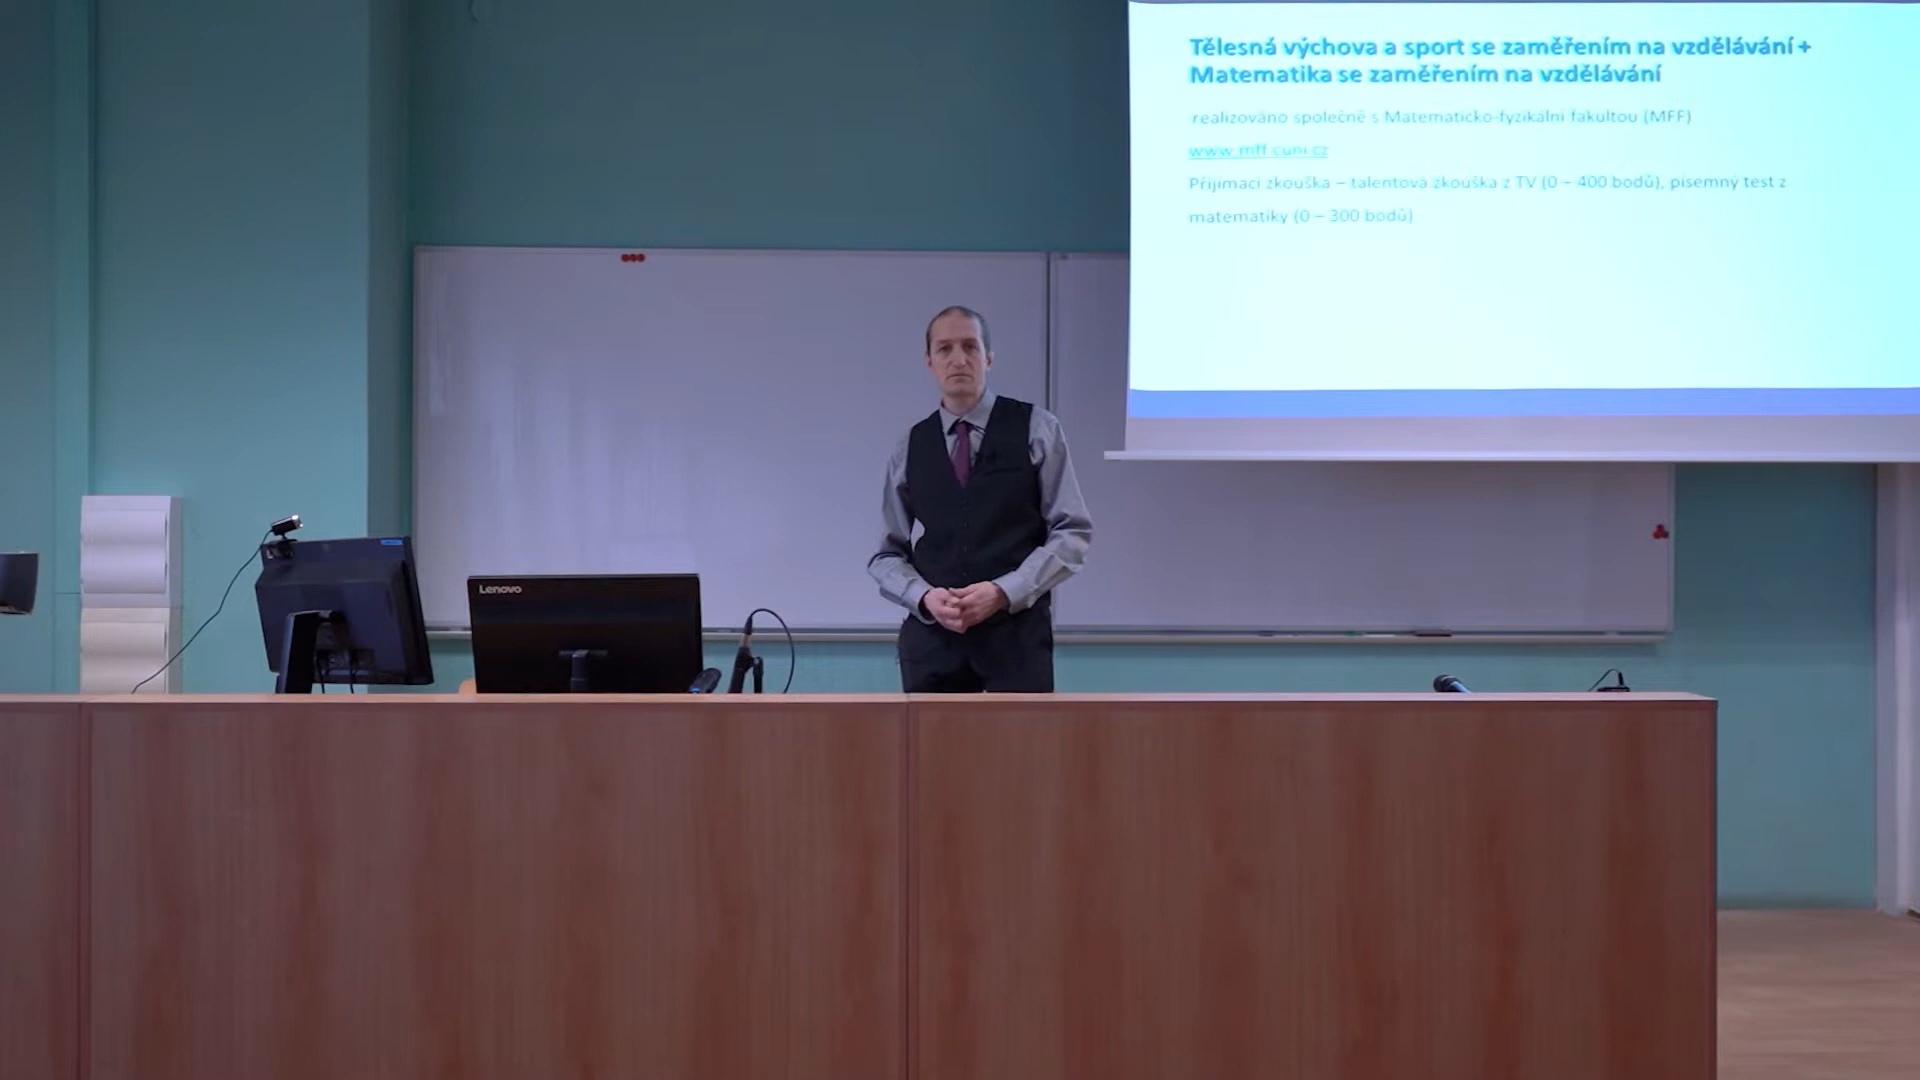 Tělesná výchova a sport se zaměřením na vzdělávání +
Matematika se zaměřením na vzdělávání
realizováno společně s Matematicko-fyzikální fakultou (MFF)
www.mff.cuni.cz
Přijímací zkouška – talentová zkouška z TV (0 – 400 bodů), písemný test z
matematiky (0 – 300 bodů)
Lenovo